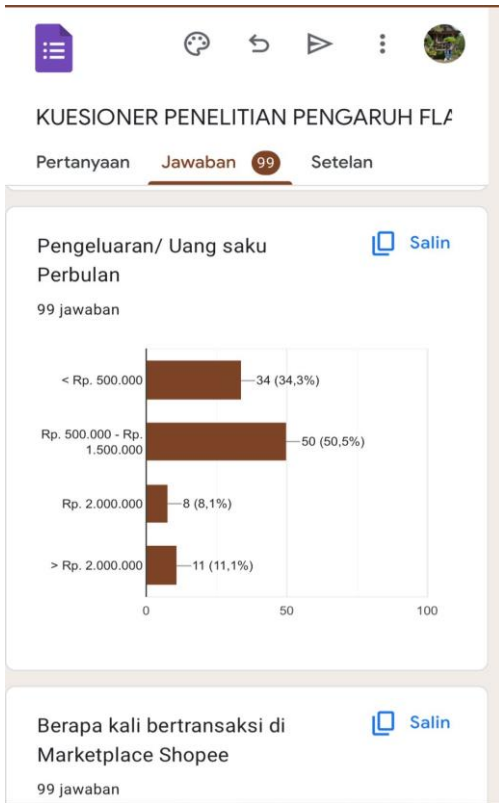 KUESIONER PENELITIAN PENGARUH FLA
Pertanyaan Jawaban 99 Setelan
Pengeluaran/ Uang saku Perbulan
Salin
99 jawaban
< Rp. 500.000
34 (34,3%)
Rp. 500.000 - Rp. 1.500.000
50 (50,5%)
Rp. 2.000.000
8 (8,1%)
> Rp. 2.000.000
11 (11,1%)
0 50 100
Berapa kali bertransaksi di Marketplace Shopee
Salin
99 jawaban